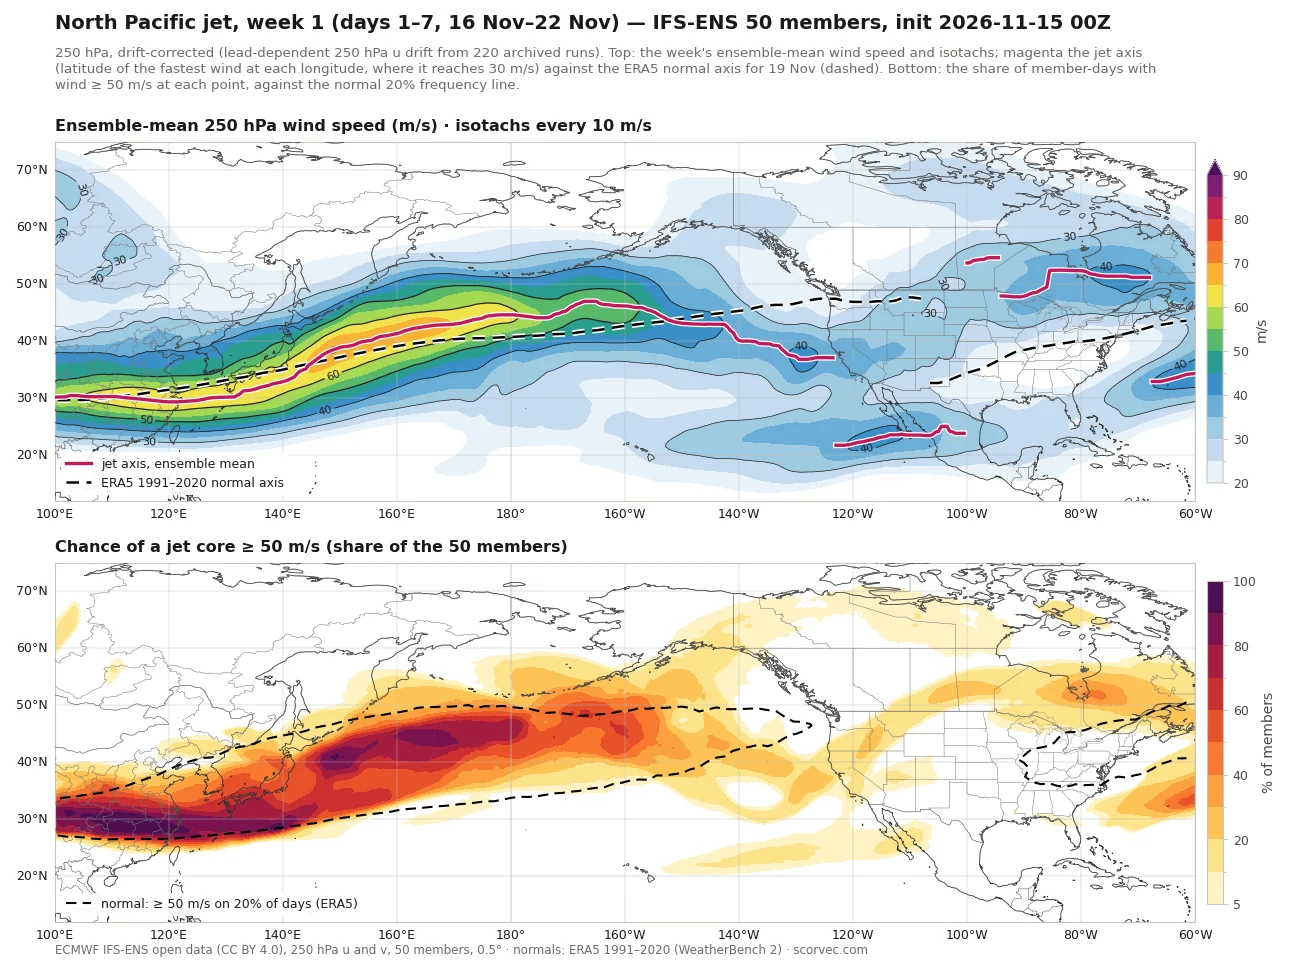 North Pacific jet, week 1 (days 1–7, 16 Nov–22 Nov) — IFS-ENS 50 members, init 2026-11-15 00Z
250 hPa, drift-corrected (lead-dependent 250 hPa u drift from 220 archived runs). Top: the week's ensemble-mean wind speed and isotachs; magenta the jet axis
(latitude of the fastest wind at each longitude, where it reaches 30 m/s) against the ERA5 normal axis for 19 Nov (dashed). Bottom: the share of member-days with
wind ≥ 50 m/s at each point, against the normal 20% frequency line.
Ensemble-mean 250 hPa wind speed (m/s) · isotachs every 10 m/s
70°N
60°N
50°N
40°N
30°N
20°N
30
30
30
30
30
30
30
40
40
40
60
40
50
40
30
jet axis, ensemble mean
ERA5 1991–2020 normal axis
100°E 120°E 140°E 160°E 180° 160°W 140°W 120°W 100°W 80°W 60°W
90
80
70
60
50
40
30
20
m/s
Chance of a jet core ≥ 50 m/s (share of the 50 members)
70°N
60°N
50°N
40°N
30°N
20°N
normal: ≥ 50 m/s on 20% of days (ERA5)
100°E 120°E 140°E 160°E 180° 160°W 140°W 120°W 100°W 80°W 60°W
100
80
60
40
20
5
% of members
ECMWF IFS-ENS open data (CC BY 4.0), 250 hPa u and v, 50 members, 0.5° · normals: ERA5 1991–2020 (WeatherBench 2) · scorvec.com